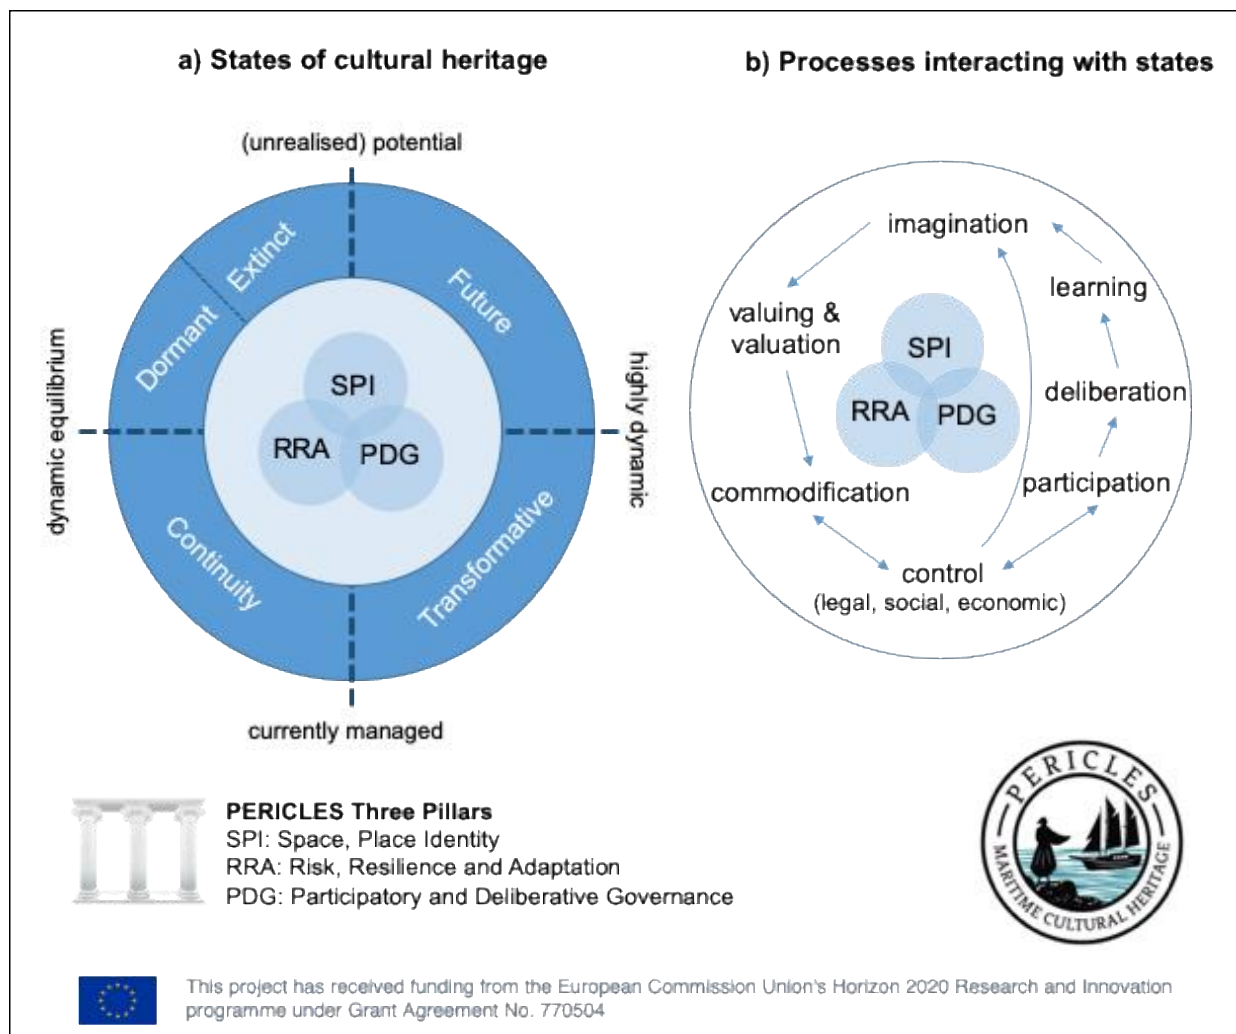 a) States of cultural heritage
(unrealised) potential
Extinct
Dormant
Future
Continuity
Transformative
SPI
RRA
PDG
dynamic equilibrium
highly dynamic
currently managed
b) Processes interacting with states
imagination
learning
valuing &
valuation
SPI
RRA
PDG
deliberation
commodification
participation
control
(legal, social, economic)
PERICLES Three Pillars
SPI: Space, Place Identity
RRA: Risk, Resilience and Adaptation
PDG: Participatory and Deliberative Governance
PERICLES
MARITIME CULTURAL HERITAGE
This project has received funding from the European Commission Union's Horizon 2020 Research and Innovation
programme under Grant Agreement No. 770504